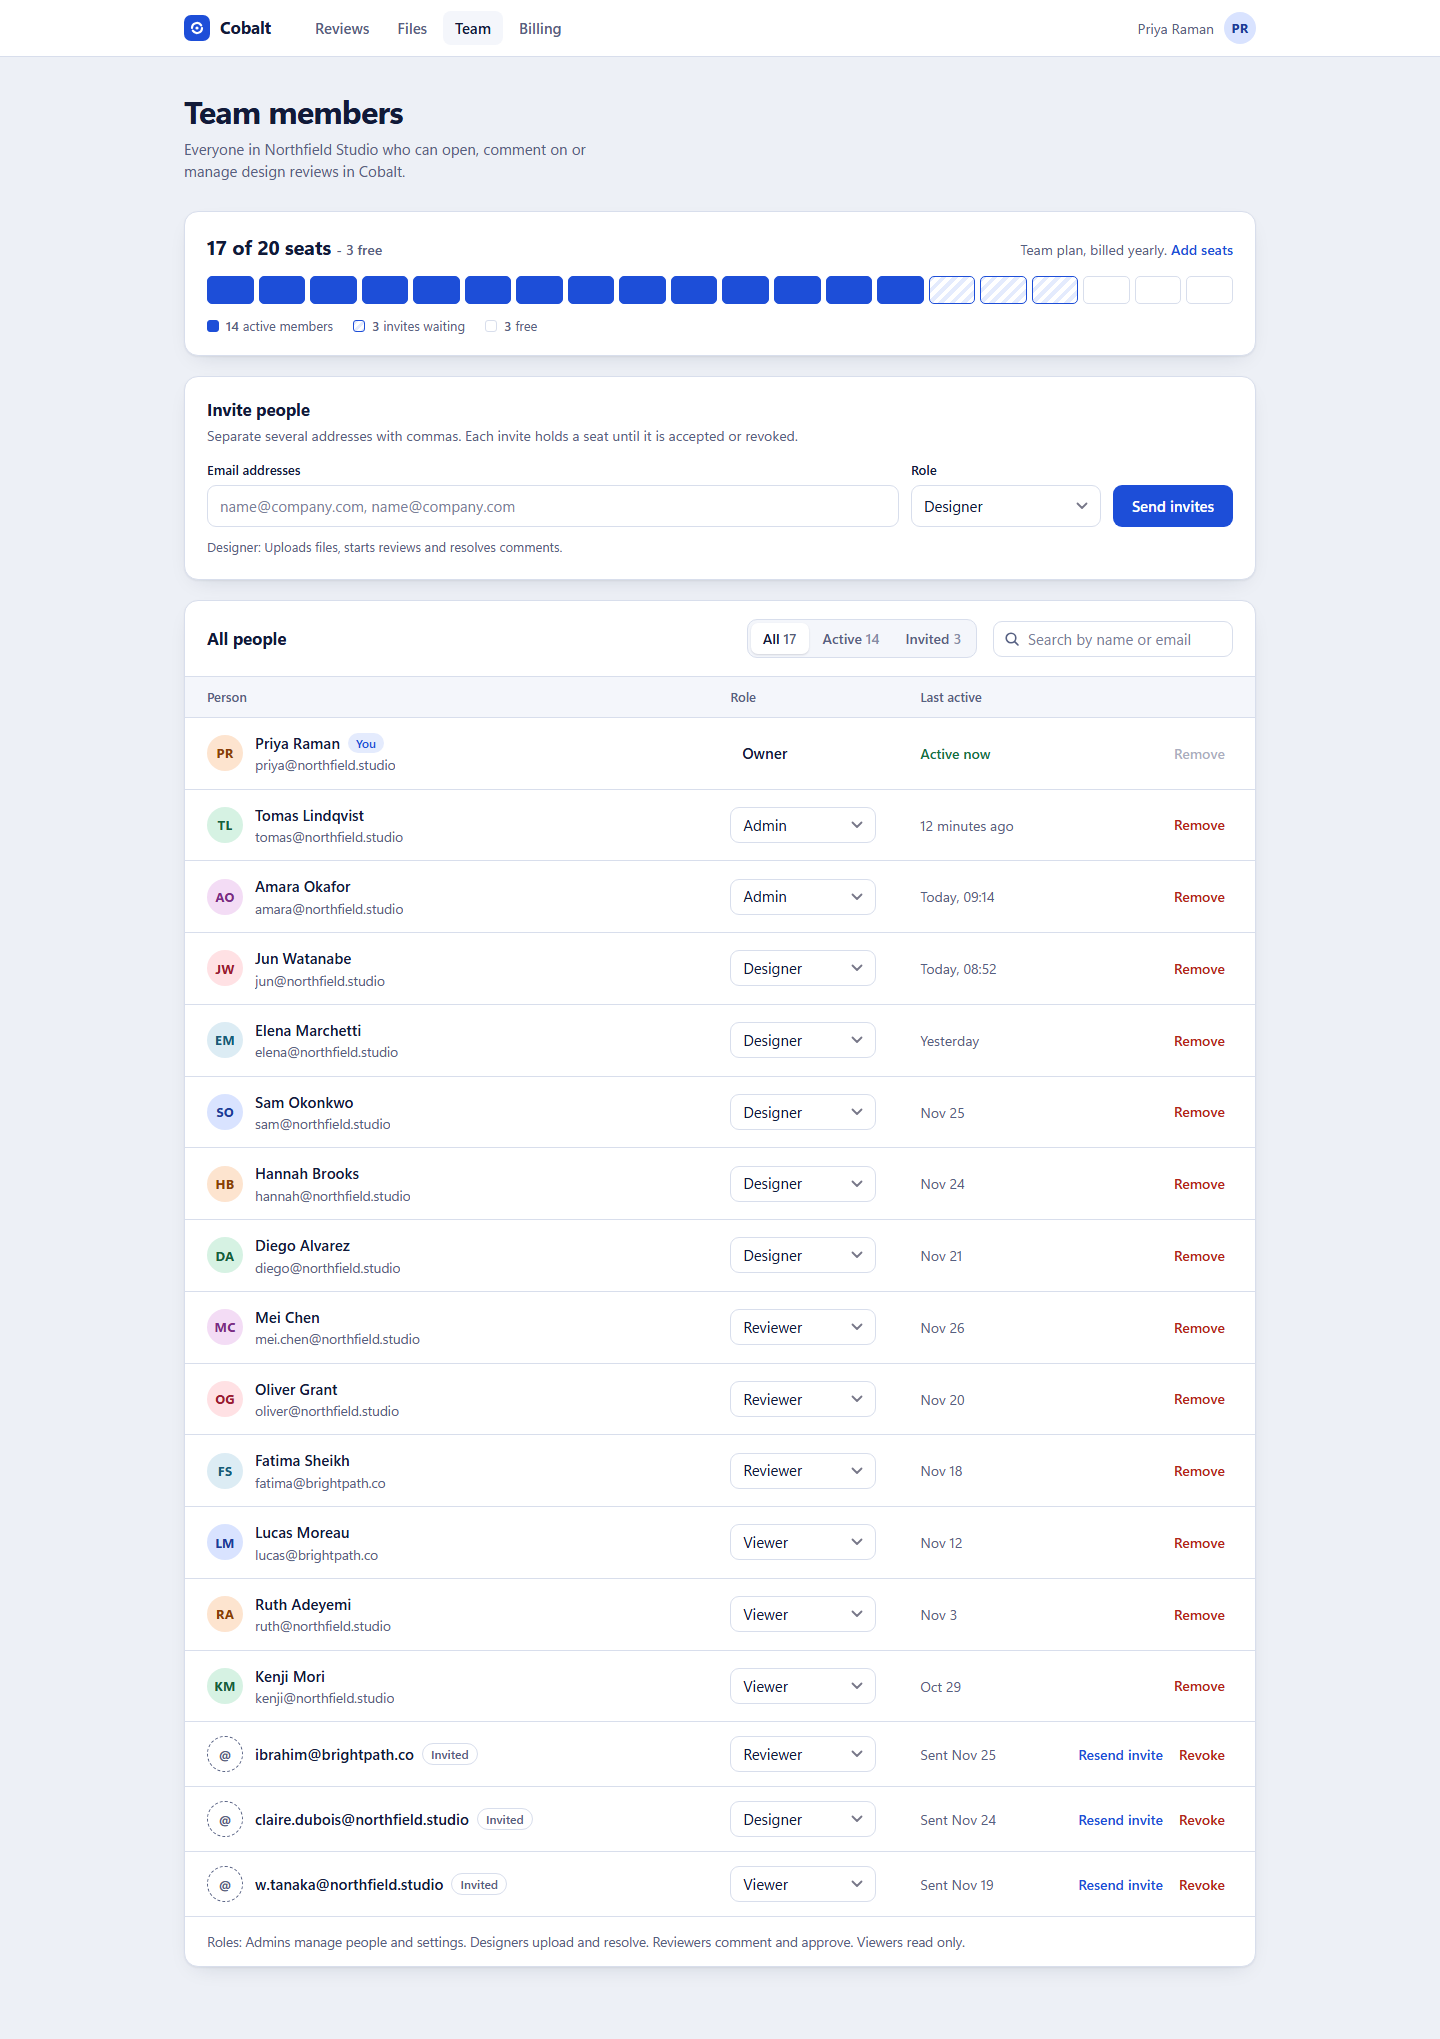 Cobalt Reviews Files Team Billing Priya Raman PR
Team members
Everyone in Northfield Studio who can open, comment on or
manage design reviews in Cobalt.
17 of 20 seats - 3 free Team plan, billed yearly. Add seats
14 active members 3 invites waiting 3 free
Invite people
Separate several addresses with commas. Each invite holds a seat until it is accepted or revoked.
Email addresses Role
name@company.com, name@company.com Designer Send invites
Designer: Uploads files, starts reviews and resolves comments.
All people All 17 Active 14 Invited 3 Search by name or email
Person Role Last active
PR Priya Raman You Owner Active now Remove
priya@northfield.studio
TL Tomas Lindqvist Admin 12 minutes ago Remove
tomas@northfield.studio
AO Amara Okafor Admin Today, 09:14 Remove
amara@northfield.studio
JW Jun Watanabe Designer Today, 08:52 Remove
jun@northfield.studio
EM Elena Marchetti Designer Yesterday Remove
elena@northfield.studio
SO Sam Okonkwo Designer Nov 25 Remove
sam@northfield.studio
HB Hannah Brooks Designer Nov 24 Remove
hannah@northfield.studio
DA Diego Alvarez Designer Nov 21 Remove
diego@northfield.studio
MC Mei Chen Reviewer Nov 26 Remove
mei.chen@northfield.studio
OG Oliver Grant Reviewer Nov 20 Remove
oliver@northfield.studio
FS Fatima Sheikh Reviewer Nov 18 Remove
fatima@brightpath.co
LM Lucas Moreau Viewer Nov 12 Remove
lucas@brightpath.co
RA Ruth Adeyemi Viewer Nov 3 Remove
ruth@northfield.studio
KM Kenji Mori Viewer Oct 29 Remove
kenji@northfield.studio
@ ibrahim@brightpath.co Invited Reviewer Sent Nov 25 Resend invite Revoke
@ claire.dubois@northfield.studio Invited Designer Sent Nov 24 Resend invite Revoke
@ w.tanaka@northfield.studio Invited Viewer Sent Nov 19 Resend invite Revoke
Roles: Admins manage people and settings. Designers upload and resolve. Reviewers comment and approve. Viewers read only.